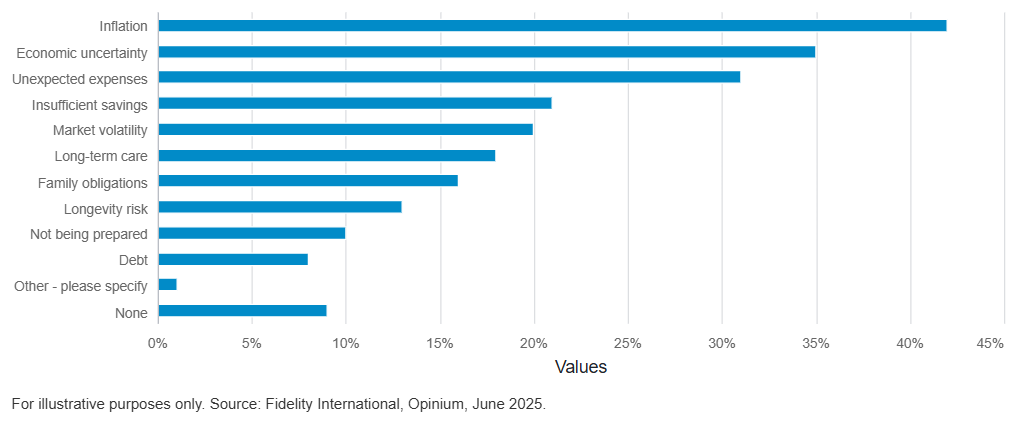 Inflation
Economic uncertainty
Unexpected expenses
Insufficient savings
Market volatility
Long-term care
Family obligations
Longevity risk
Not being prepared
Debt
Other - please specify
None
0% 5% 10% 15% 20% 25% 30% 35% 40% 45%
Values
For illustrative purposes only. Source: Fidelity International, Opinium, June 2025.